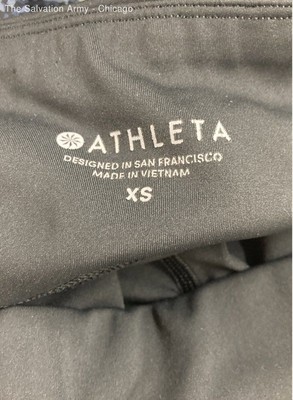 The Salvation Army - Chicago
ATHLETA
DESIGNED IN SAN FRANCISCO
MADE IN VIETNAM
XS